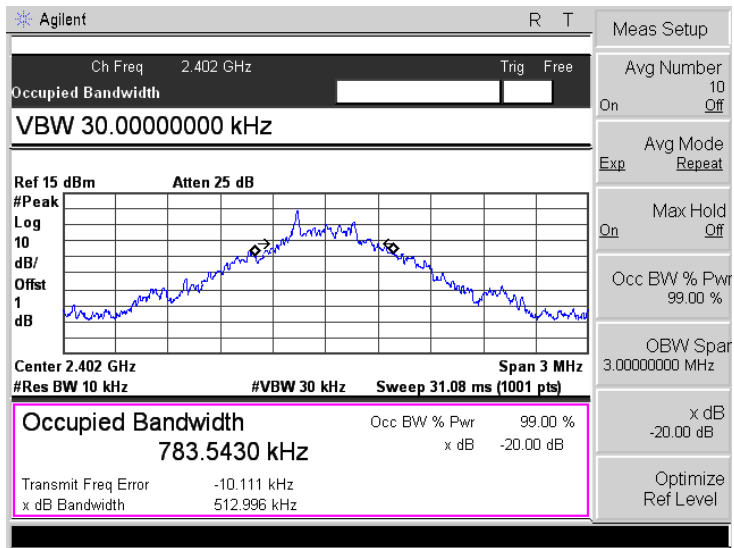 Agilent R T
Ch Freq 2.402 GHz Trig Free
Occupied Bandwidth
VBW 30.00000000 kHz
Ref 15 dBm Atten 25 dB
#Peak
Log
10
dB/
Offst
1
dB
Center 2.402 GHz Span 3 MHz
#Res BW 10 kHz #VBW 30 kHz Sweep 31.08 ms (1001 pts)
Occupied Bandwidth
783.5430 kHz
Occ BW % Pwr 99.00 %
x dB -20.00 dB
Transmit Freq Error -10.111 kHz
x dB Bandwidth 512.996 kHz
Meas Setup
Avg Number
10
On Off
Avg Mode
Exp Repeat
Max Hold
On Off
Occ BW % Pwr
99.00 %
OBW Span
3.00000000 MHz
x dB
-20.00 dB
Optimize
Ref Level